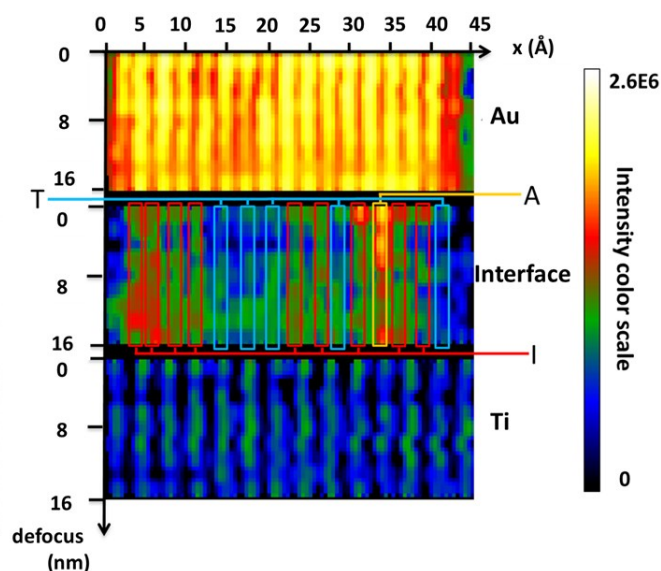 0 5 10 15 20 25 30 35 40 45
x (Å)
0
8
16
Au
2.6E6
T
A
0
8
16
Interface
Intensity color scale
I
0
8
16
Ti
0
defocus
(nm)